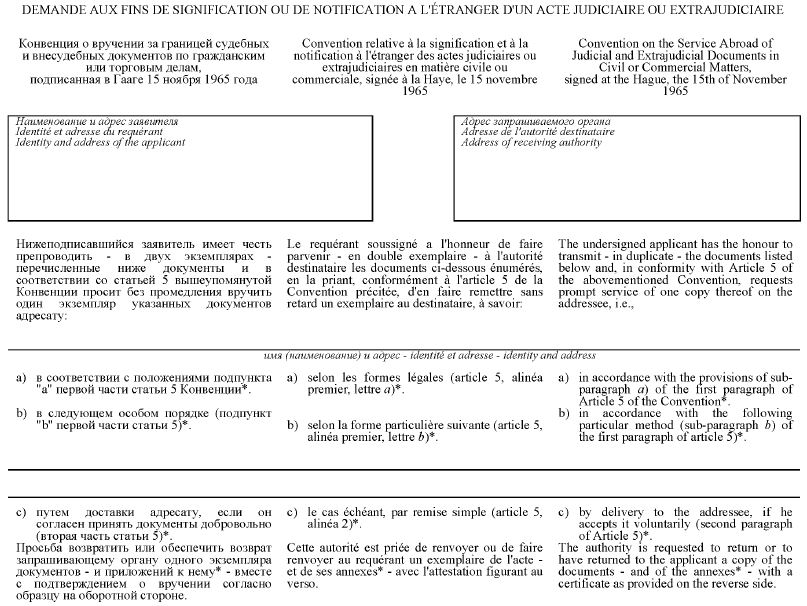 DEMANDE AUX FINS DE SIGNIFICATION OU DE NOTIFICATION A L'ÉTRANGER D'UN ACTE JUDICIAIRE OU EXTRAJUDICIAIRE
Конвенция о вручении за границей судебных
и внесудебных документов по гражданским
или торговым делам,
подписанная в Гааге 15 ноября 1965 года
Convention relative à la signification et à la
notification à l'étranger des actes judiciaires ou
extrajudiciaires en matière civile ou
commerciale, signée à la Haye, le 15 novembre
1965
Convention on the Service Abroad of
Judicial and Extrajudicial Documents in
Civil or Commercial Matters,
signed at the Hague, the 15th of November
1965
Наименование и адрес заявителя
Identité et adresse du requérant
Identity and address of the applicant
Адрес запрашиваемого органа
Adresse de l'autorité destinataire
Address of receiving authority
Нижеподписавшийся заявитель имеет честь
препроводить - в двух экземплярах -
перечисленные ниже документы и в
соответствии со статьей 5 вышеупомянутой
Конвенции просит без промедления вручить
один экземпляр указанных документов
адресату:
Le requérant soussigné a l'honneur de faire
parvenir - en double exemplaire - à l'autorité
destinataire les documents ci-dessous énumérés,
en la priant, conformément à l'article 5 de la
Convention précitée, d'en faire remettre sans
retard un exemplaire au destinataire, à savoir:
The undersigned applicant has the honour to
transmit - in duplicate - the documents listed
below and, in conformity with Article 5 of
the abovementioned Convention, requests
prompt service of one copy thereof on the
addressee, i.e.,
имя (наименование) и адрес - identité et adresse - identity and address
a) в соответствии с положениями подпункта
"a" первой части статьи 5 Конвенции*.
b) в следующем особом порядке (подпункт
"b" первой части статьи 5)*.
a) selon les formes légales (article 5, alinéa
premier, lettre a)*.
b) selon la forme particulière suivante (article 5,
alinéa premier, lettre b)*.
a) in accordance with the provisions of sub-
paragraph a) of the first paragraph of
Article 5 of the Convention*.
b) in accordance with the following
particular method (sub-paragraph b) of
the first paragraph of article 5)*.
c) путем доставки адресату, если он
согласен принять документы добровольно
(вторая часть статьи 5)*.
Просьба возвратить или обеспечить возврат
запрашивающему органу одного экземпляра
документов - и приложений к нему* - вместе
с подтверждением о вручении согласно
образцу на оборотной стороне.
c) le cas échéant, par remise simple (article 5,
alinéa 2)*.
Cette autorité est priée de renvoyer ou de faire
renvoyer au requérant un exemplaire de l'acte -
et de ses annexes* - avec l'attestation figurant au
verso.
c) by delivery to the addressee, if he
accepts it voluntarily (second paragraph
of Article 5)*.
The authority is requested to return or to
have returned to the applicant a copy of the
documents - and of the annexes* - with a
certificate as provided on the reverse side.